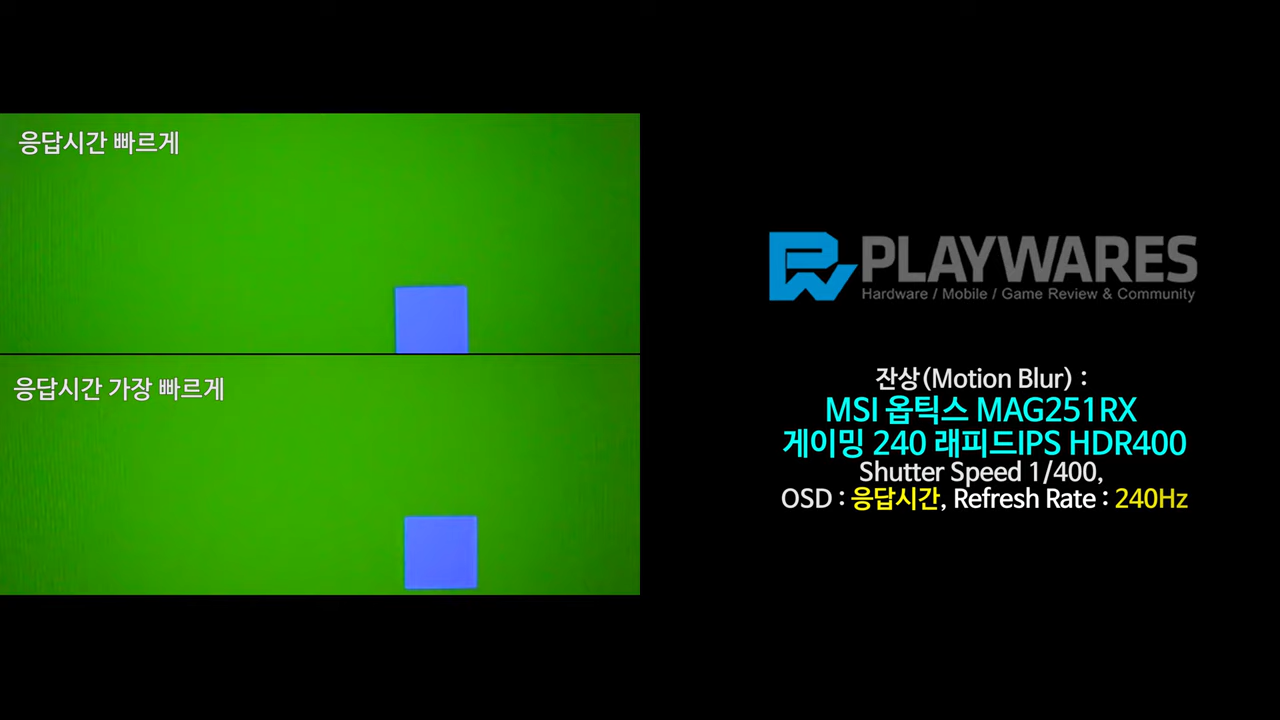 응답시간 빠르게
응답시간 가장 빠르게
PLAYWARES
Hardware / Mobile / Game Review & Community
잔상(Motion Blur) :
MSI 옵틱스 MAG251RX
게이밍 240 래피드IPS HDR400
Shutter Speed 1/400,
OSD : 응답시간, Refresh Rate : 240Hz